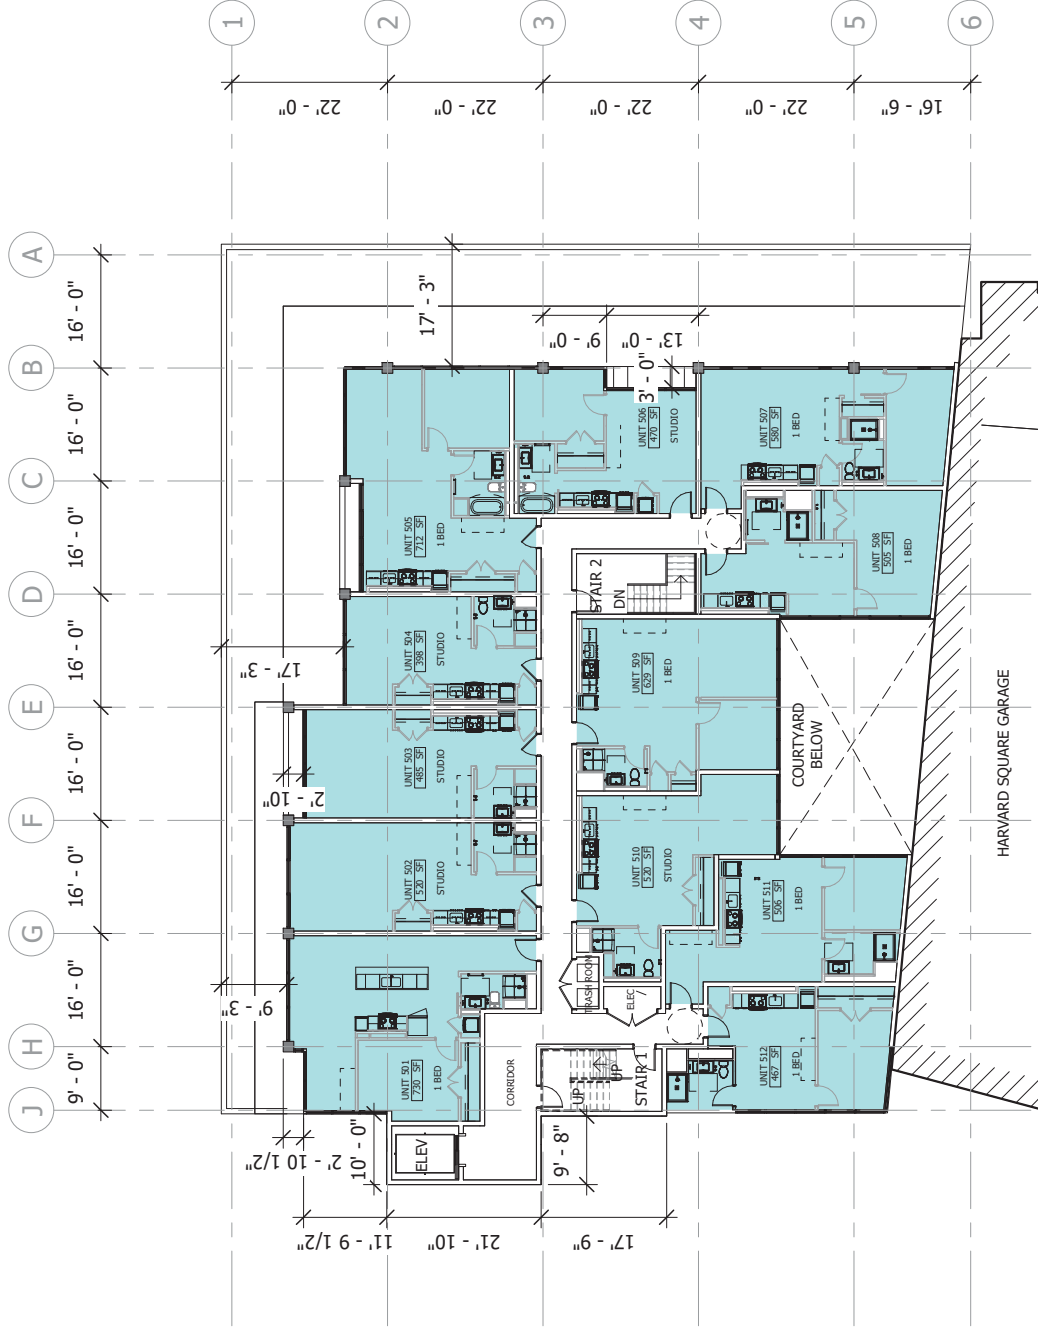 1
2
3
4
5
6
22' - 0"
22' - 0"
22' - 0"
22' - 0"
16' - 6"
A
B
C
D
E
F
G
H
J
16' - 0"
16' - 0"
16' - 0"
16' - 0"
16' - 0"
16' - 0"
16' - 0"
9' - 0"
17' - 3"
9' - 0"
13' - 0"
3' - 0"
17' - 3"
2' - 10"
9' - 3"
2' - 10 1/2"
10' - 0"
9' - 8"
11' - 9 1/2"
21' - 10"
17' - 9"
UNIT 501
730 SF
1 BED
UNIT 502
520 SF
STUDIO
UNIT 503
485 SF
STUDIO
UNIT 504
398 SF
STUDIO
UNIT 505
712 SF
1 BED
UNIT 506
470 SF
STUDIO
UNIT 507
580 SF
1 BED
UNIT 508
505 SF
1 BED
UNIT 509
629 SF
1 BED
UNIT 510
520 SF
STUDIO
UNIT 511
506 SF
1 BED
UNIT 512
467 SF
1 BED
STAIR 2
DN
TRASH ROOM
ELEC
CORRIDOR
ELEV
UP
UP
STAIR 1
COURTYARD
BELOW
HARVARD SQUARE GARAGE